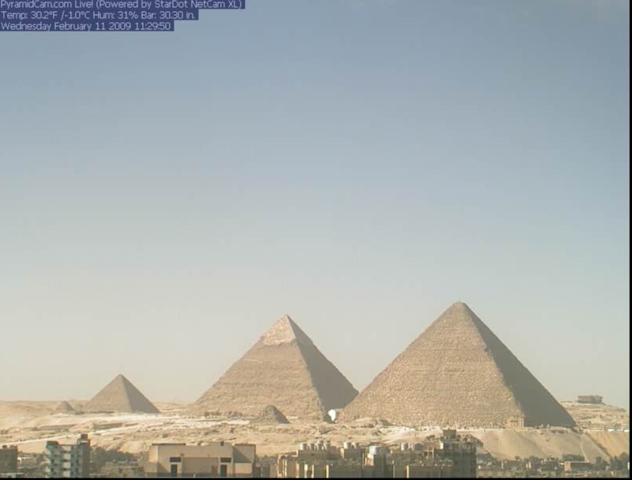 PyramidCam.com Live! (Powered by StarDot NetCam XL)
Temp: 30.2°F /-1.0°C Hum: 31% Bar: 30.30 in.
Wednesday February 11 2009 11:29:50